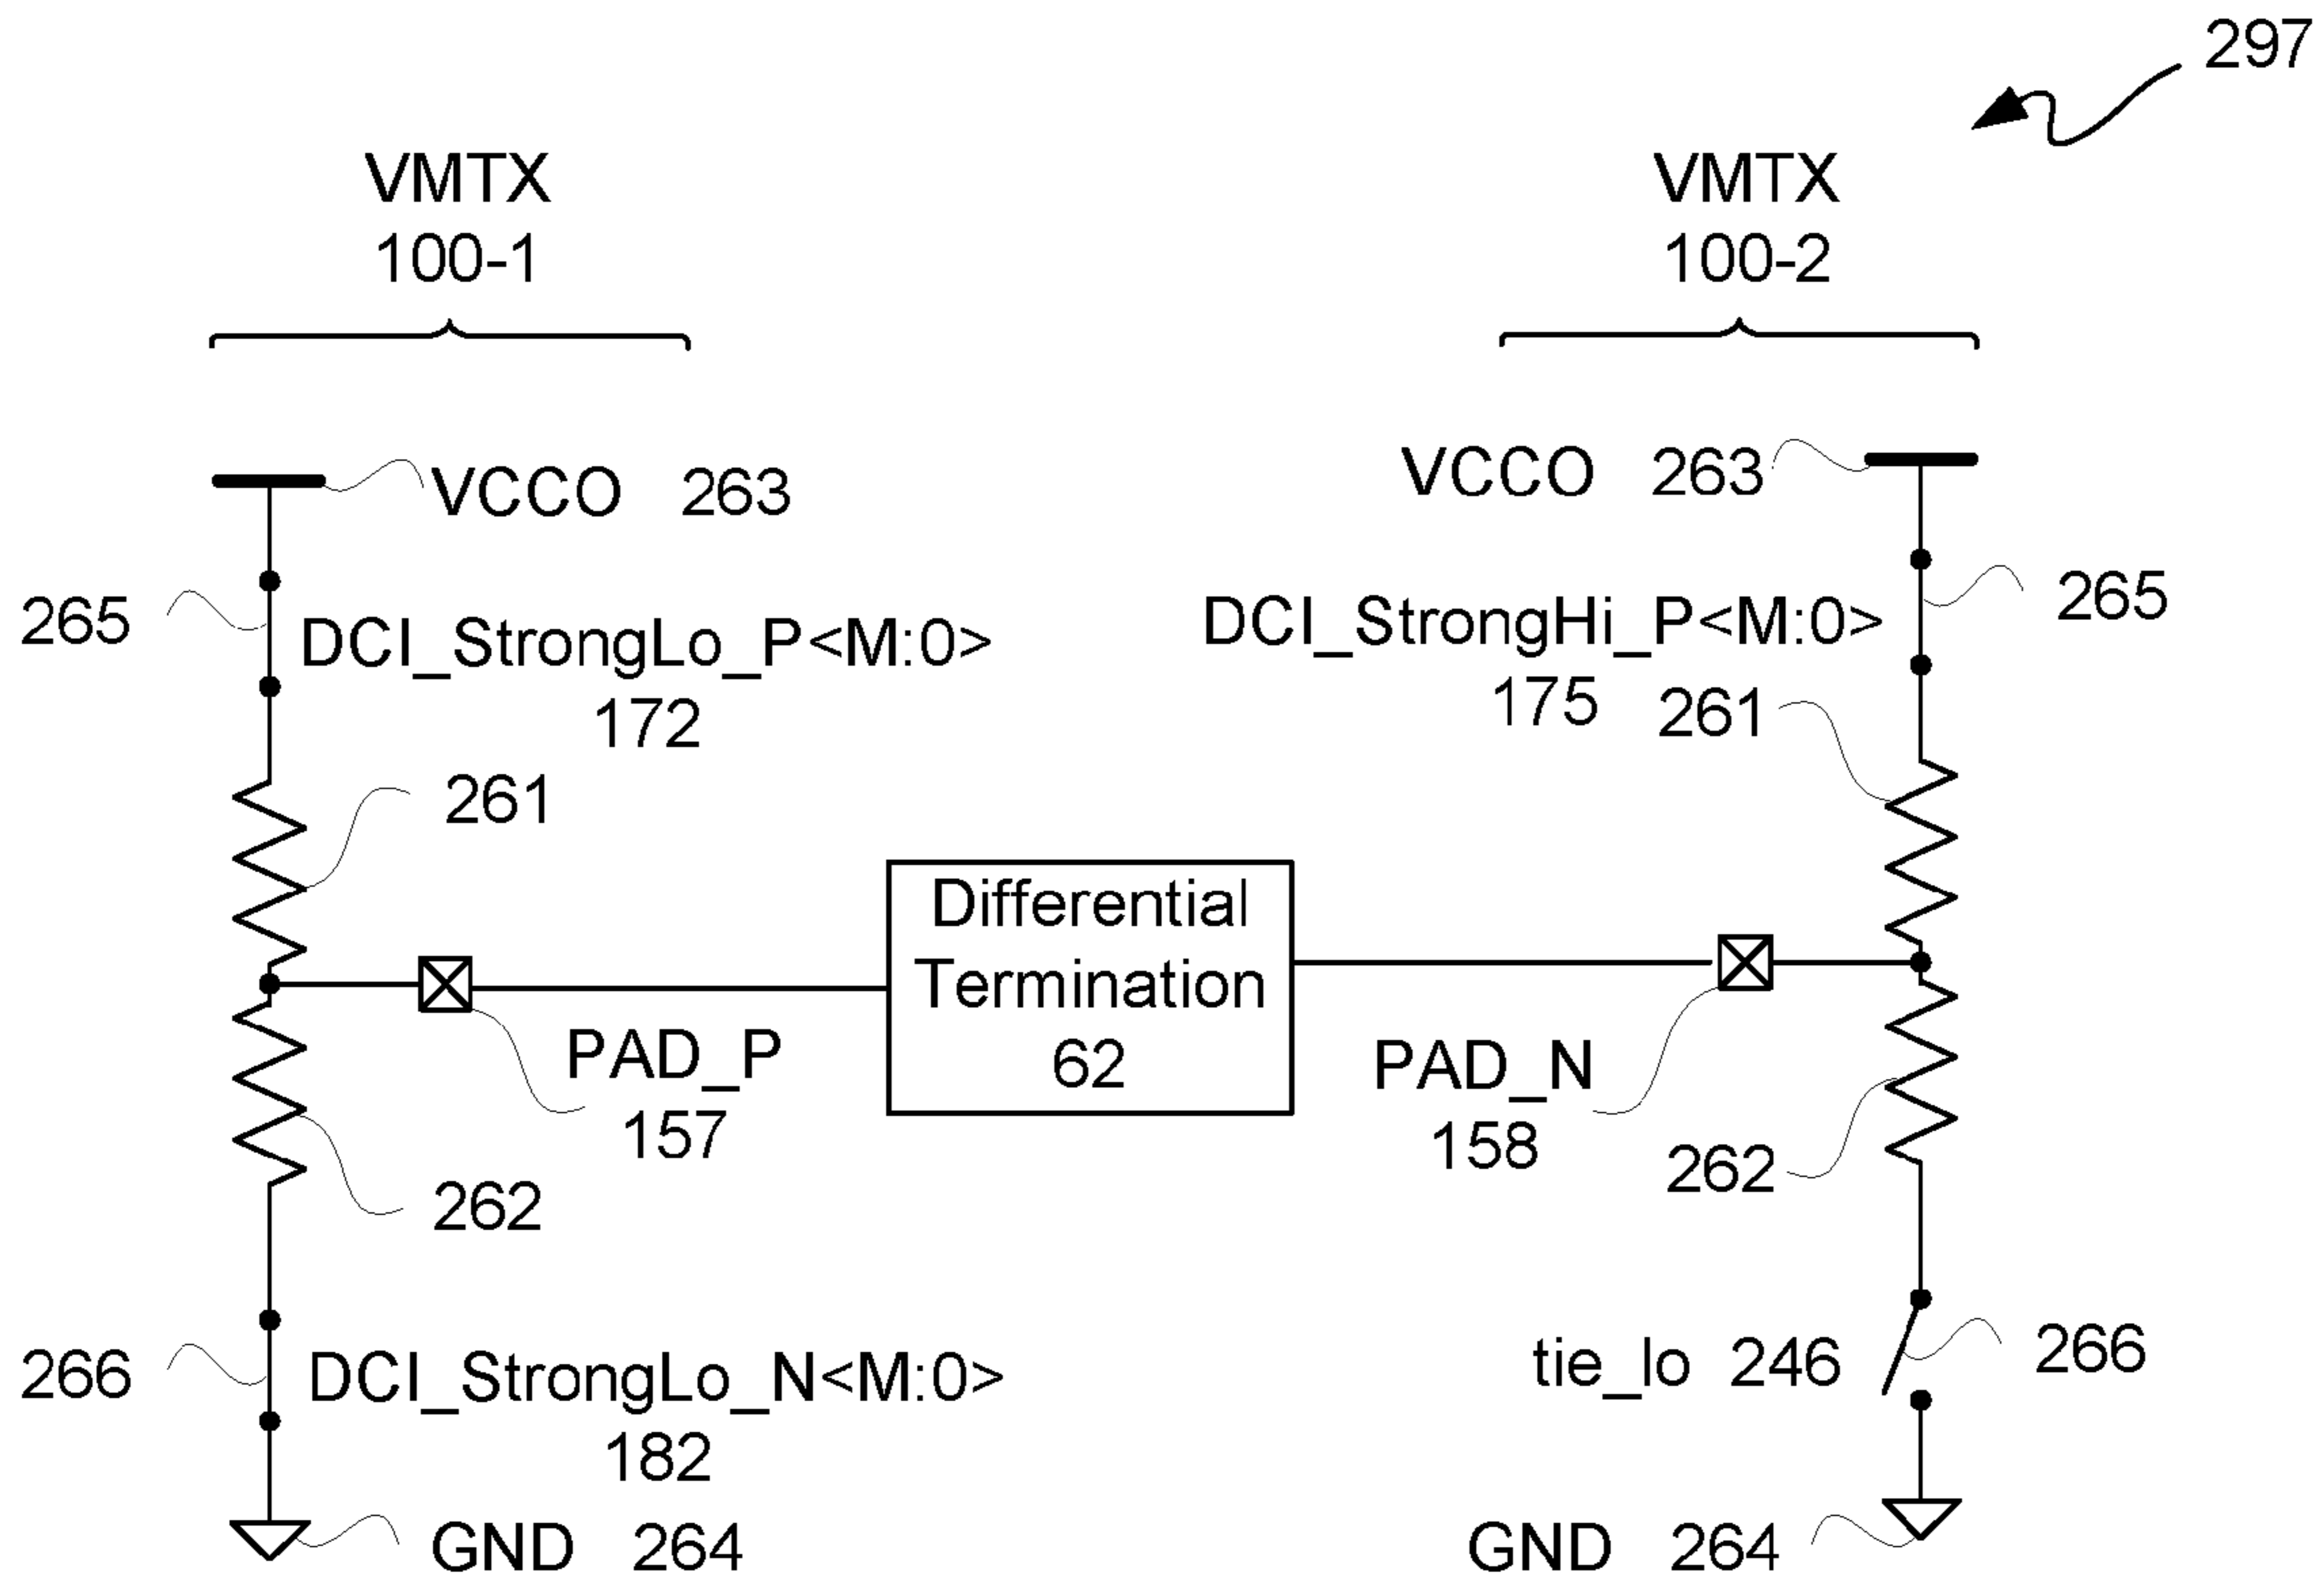 297
VMTX
100-1
VMTX
100-2
VCCO 263
VCCO 263
265
DCI_StrongLo_P<M:0>
172
DCI_StrongHi_P<M:0>
175
265
261
261
Differential
Termination
62
PAD_P
157
PAD_N
158
262
262
266
DCI_StrongLo_N<M:0>
182
tie_lo 246
266
GND 264
GND 264